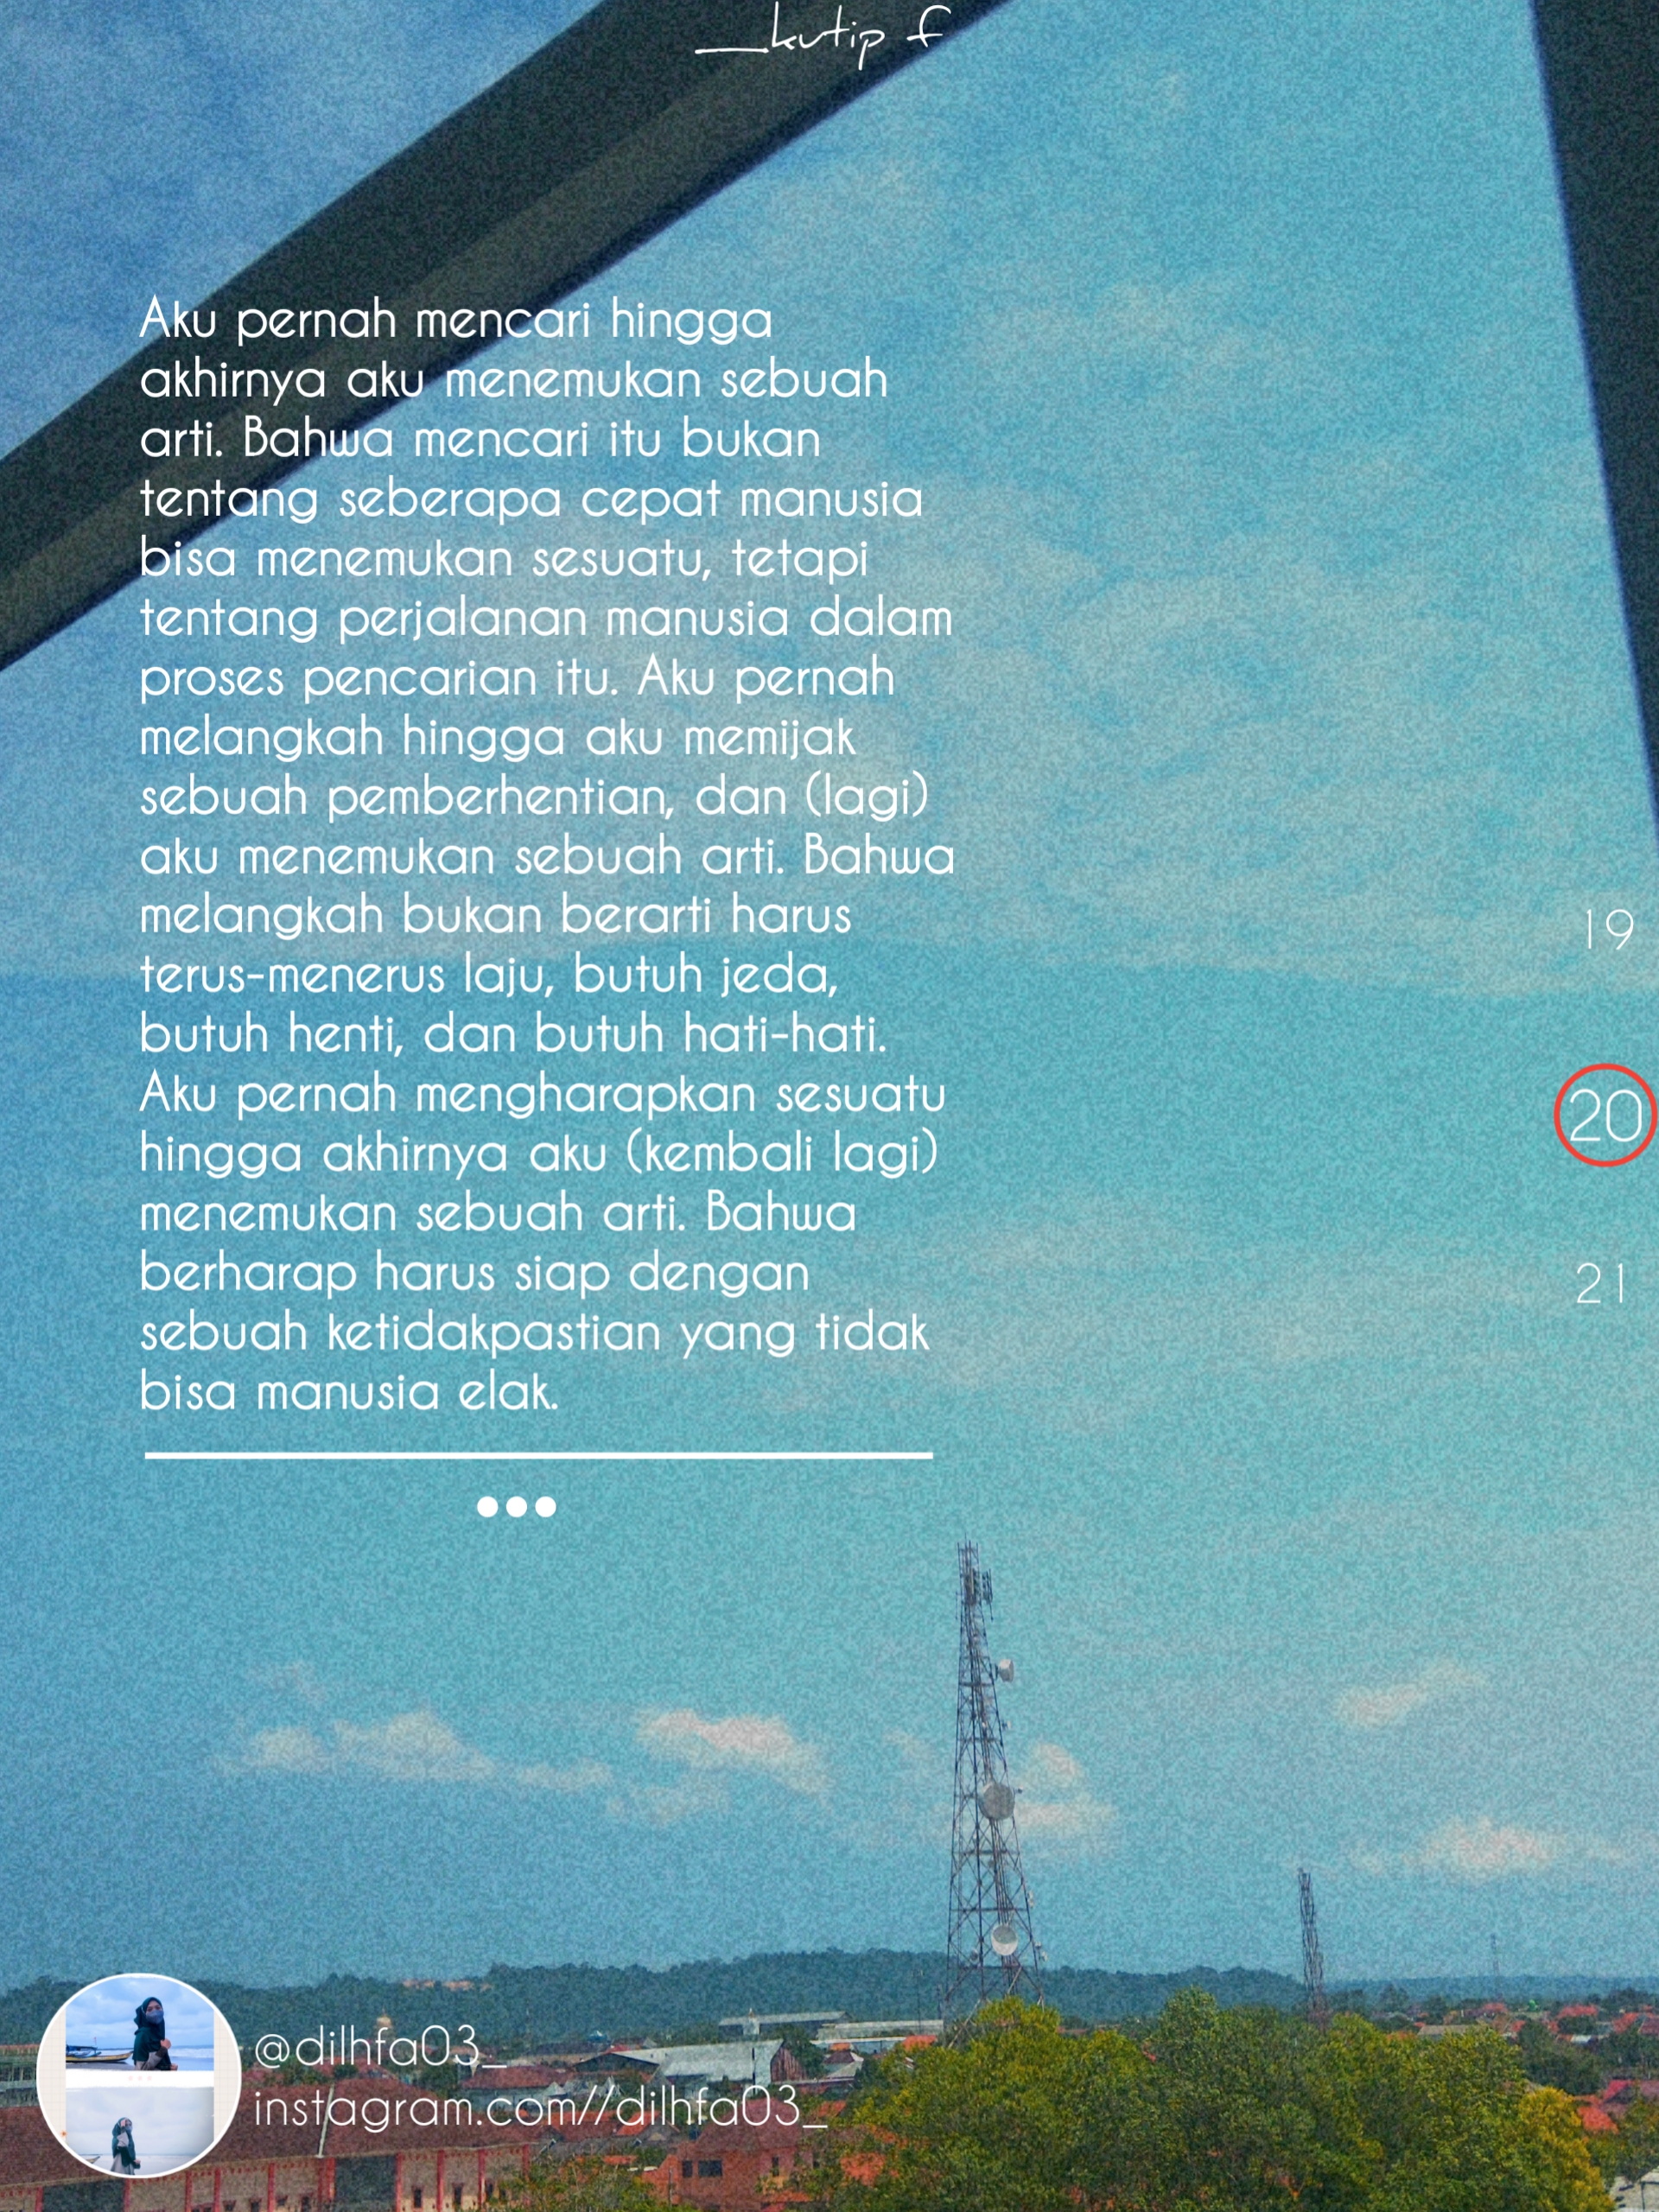 __kutip f
Aku pernah mencari hingga
akhirnya aku menemukan sebuah
arti. Bahwa mencari itu bukan
tentang seberapa cepat manusia
bisa menemukan sesuatu, tetapi
tentang perjalanan manusia dalam
proses pencarian itu. Aku pernah
melangkah hingga aku memijak
sebuah pemberhentian, dan (lagi)
aku menemukan sebuah arti. Bahwa
melangkah bukan berarti harus
terus-menerus laju, butuh jeda,
butuh henti, dan butuh hati-hati.
Aku pernah mengharapkan sesuatu
hingga akhirnya aku (kembali lagi)
menemukan sebuah arti. Bahwa
berharap harus siap dengan
sebuah ketidakpastian yang tidak
bisa manusia elak.
19
20
21
@dilhfa03_
instagram.com//dilhfa03_